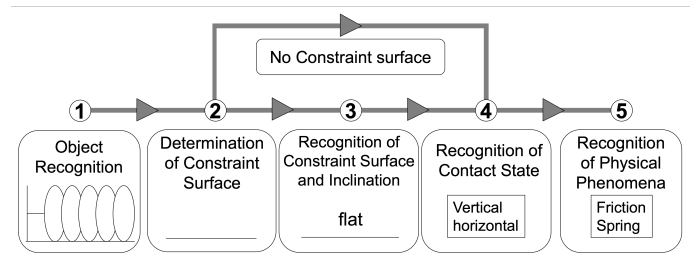 No Constraint surface
1
2
3
4
5
Object
Recognition
Determination
of Constraint
Surface
Recognition of
Constraint Surface
and Inclination
flat
Recognition of
Contact State
Vertical
horizontal
Recognition
of Physical
Phenomena
Friction
Spring